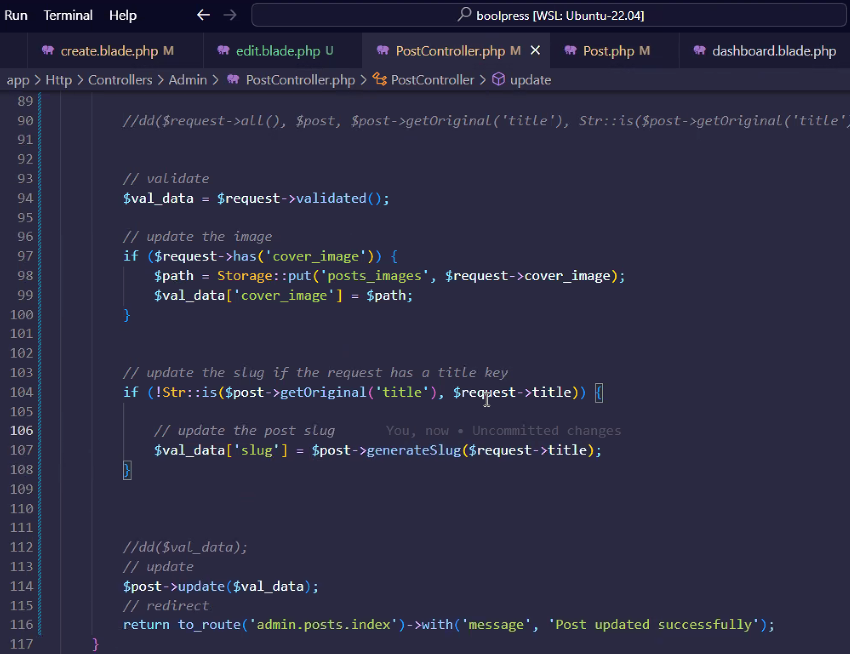 Run Terminal Help ← → boolpress [WSL: Ubuntu-22.04]
create.blade.php M edit.blade.php U PostController.php M × Post.php M dashboard.blade.php
app > Http > Controllers > Admin > PostController.php > PostController > update
89
90 //dd($request->all(), $post, $post->getOriginal('title'), Str::is($post->getOriginal('title')
91
92
93 // validate
94 $val_data = $request->validated();
95
96 // update the image
97 if ($request->has('cover_image')) {
98 $path = Storage::put('posts_images', $request->cover_image);
99 $val_data['cover_image'] = $path;
100 }
101
102
103 // update the slug if the request has a title key
104 if (!Str::is($post->getOriginal('title'), $request->title)) {
105
106 // update the post slug You, now • Uncommitted changes
107 $val_data['slug'] = $post->generateSlug($request->title);
108 }
109
110
111
112 //dd($val_data);
113 // update
114 $post->update($val_data);
115 // redirect
116 return to_route('admin.posts.index')->with('message', 'Post updated successfully');
117 }